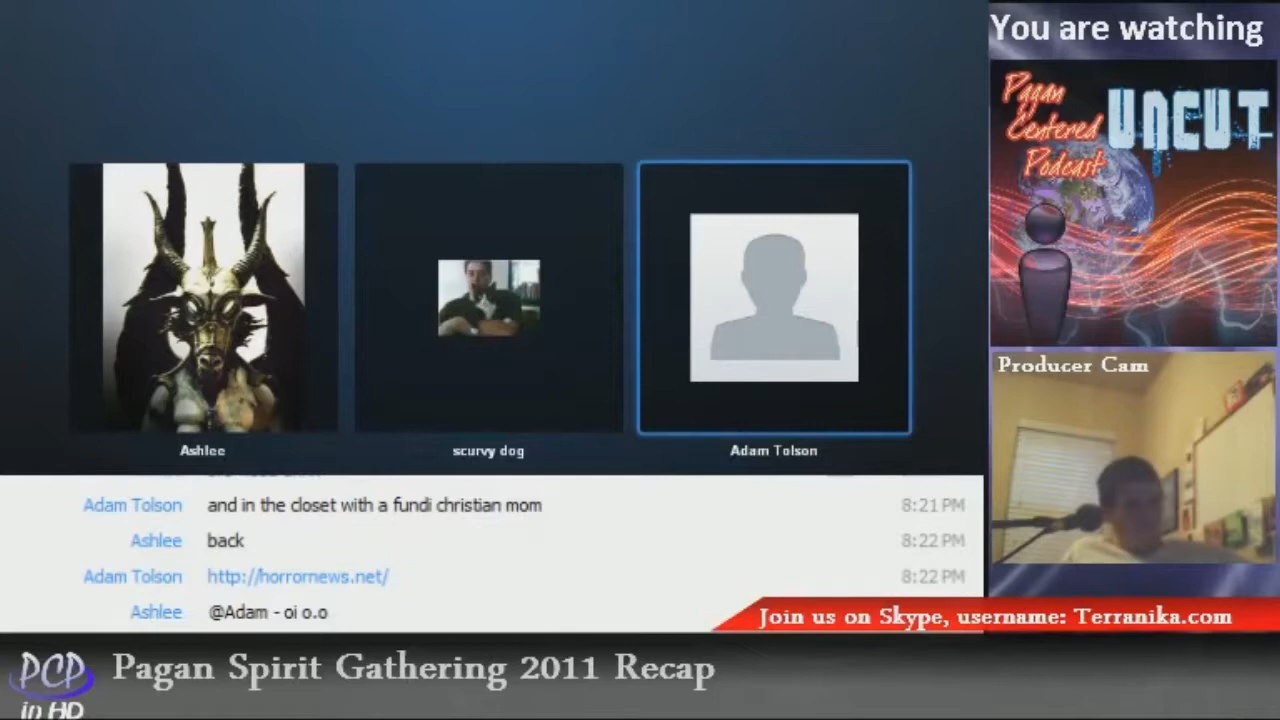 You are watching
Pagan
Centered
Podcast
UNCUT
Producer Cam
Ashlee
scurvy dog
Adam Tolson
Adam Tolson and in the closet with a fundi christian mom 8:21 PM
Ashlee back 8:22 PM
Adam Tolson http://horrornews.net/ 8:22 PM
Ashlee @Adam - oi o.o
Join us on Skype, username: Terranika.com
PCP
in HD
Pagan Spirit Gathering 2011 Recap